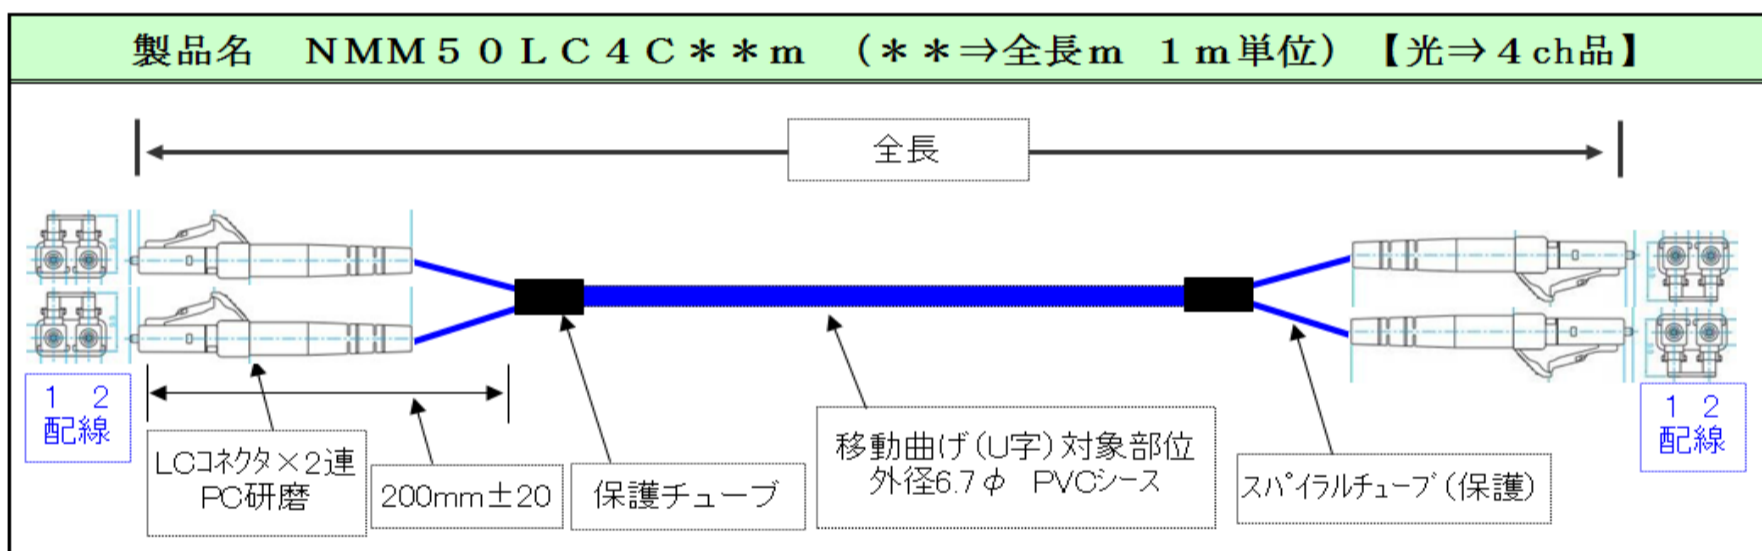 製品名　NMM50LC4C＊＊m　（＊＊⇒全長m　1m単位）【光⇒4ch品】
全長
1 2
配線
LCｺﾈｸﾀ×2連
PC研磨
200mm±20
保護チューブ
移動曲げ(U字)対象部位
外径6.7φ　PVCｼｰｽ
ｽﾊﾟｲﾗﾙﾁｭｰﾌﾞ(保護)
1 2
配線